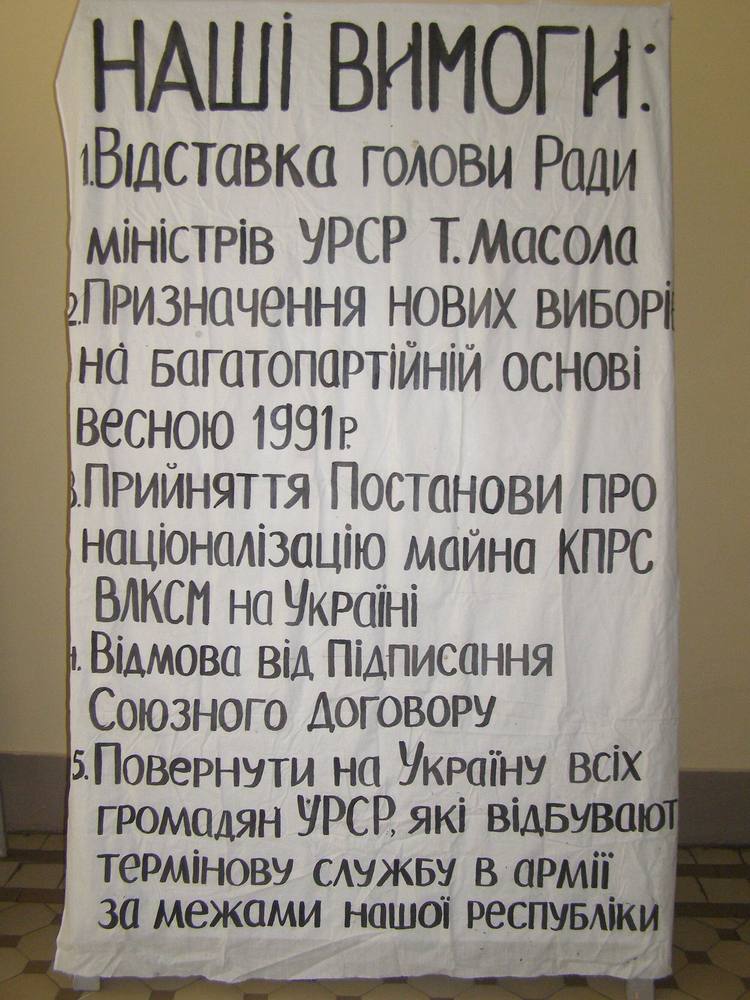 НАШІ ВИМОГИ:
1.Відставка голови Ради
міністрів УРСР Т.Масола
2.Призначення нових виборів
на багатопартійній основі
весною 1991р.
3.Прийняття Постанови про
націоналізацію майна КПРС
ВЛКСМ на Україні
4. Відмова від Підписання
Союзного Договору
5.Повернути на Україну всіх
громадян УРСР, які відбувают
термінову службу в армії
за межами нашої республіки